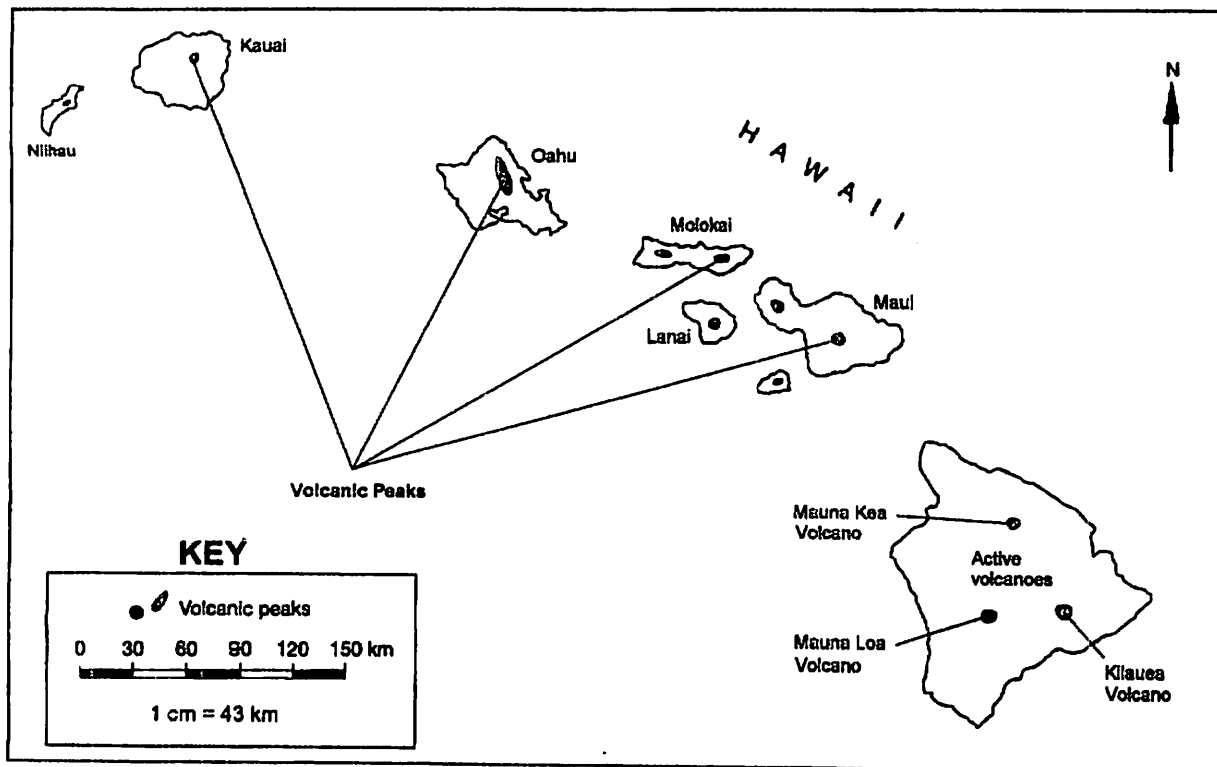 Kauai
N
Niihau
HAWAII
Oahu
Molokai
Maui
Lanai
Volcanic Peaks
Mauna Kea
Volcano
Active
volcanoes
Mauna Loa
Volcano
Kilauea
Volcano
KEY
Volcanic peaks
0 30 60 90 120 150 km
1 cm = 43 km